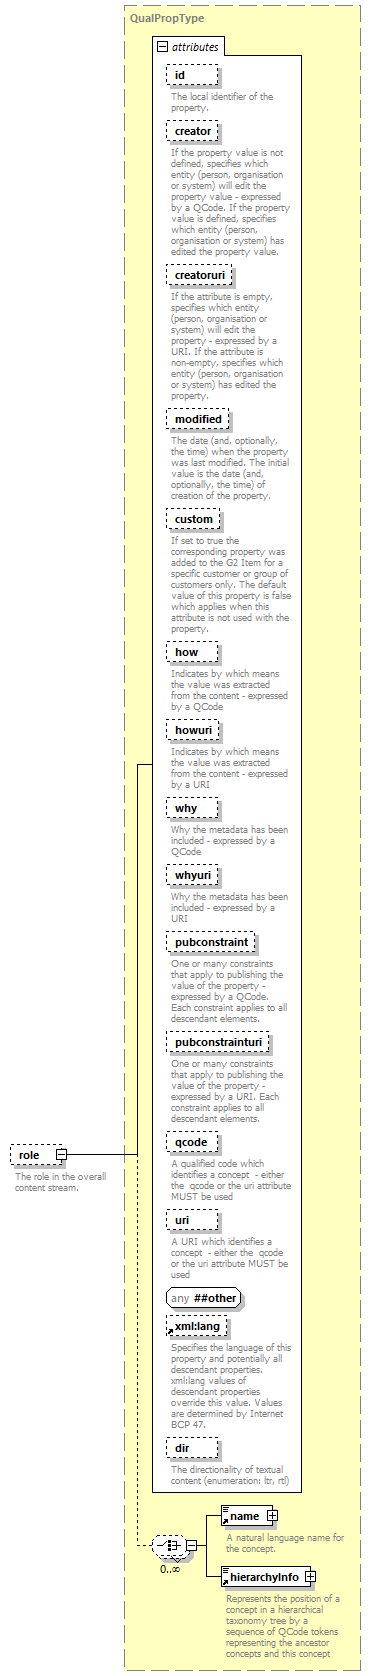 QualPropType
attributes
id
The local identifier of the
property.
creator
If the property value is not
defined, specifies which
entity (person, organisation
or system) will edit the
property value - expressed
by a QCode. If the property
value is defined, specifies
which entity (person,
organisation or system) has
edited the property value.
creatoruri
If the attribute is empty,
specifies which entity
(person, organisation or
system) will edit the
property - expressed by a
URI. If the attribute is
non-empty, specifies which
entity (person, organisation
or system) has edited the
property.
modified
The date (and, optionally,
the time) when the property
was last modified. The initial
value is the date (and,
optionally, the time) of
creation of the property.
custom
If set to true the
corresponding property was
added to the G2 Item for a
specific customer or group of
customers only. The default
value of this property is false
which applies when this
attribute is not used with the
property.
how
Indicates by which means
the value was extracted
from the content - expressed
by a QCode
howuri
Indicates by which means
the value was extracted
from the content - expressed
by a URI
why
Why the metadata has been
included - expressed by a
QCode
whyuri
Why the metadata has been
included - expressed by a
URI
pubconstraint
One or many constraints
that apply to publishing the
value of the property -
expressed by a QCode.
Each constraint applies to all
descendant elements.
pubconstrainturi
One or many constraints
that apply to publishing the
value of the property -
expressed by a URI. Each
constraint applies to all
descendant elements.
qcode
A qualified code which
identifies a concept - either
the qcode or the uri attribute
MUST be used
uri
A URI which identifies a
concept - either the qcode
or the uri attribute MUST be
used
any ##other
xml:lang
Specifies the language of this
property and potentially all
descendant properties.
xml:lang values of
descendant properties
override this value. Values
are determined by Internet
BCP 47.
dir
The directionality of textual
content (enumeration: ltr, rtl)
role
The role in the overall
content stream.
0..∞
name
A natural language name for
the concept.
hierarchyInfo
Represents the position of a
concept in a hierarchical
taxonomy tree by a
sequence of QCode tokens
representing the ancestor
concepts and this concept